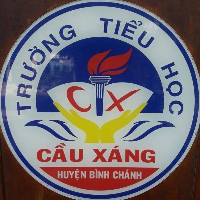 TRƯỜNG TIỂU HỌC
CX
CẦU XÁNG
HUYỆN BÌNH CHÁNH